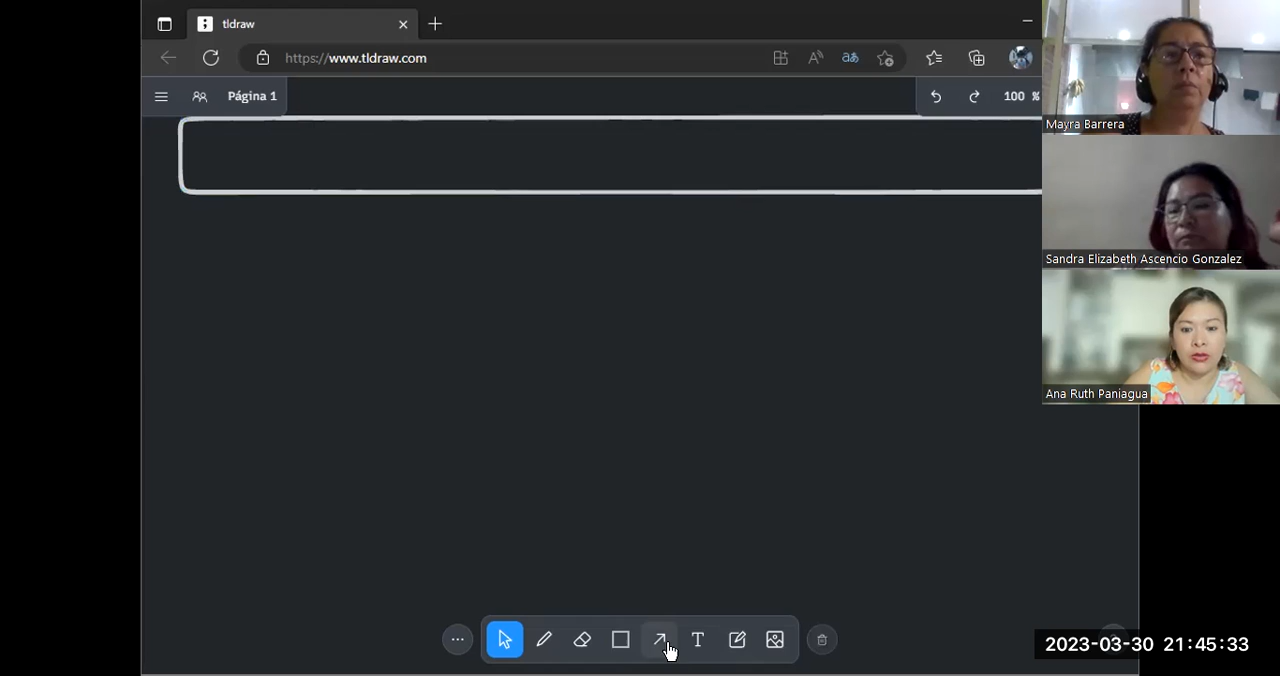 tldraw
https://www.tldraw.com
Página 1
100 %
Mayra Barrera
Sandra Elizabeth Ascencio Gonzalez
Ana Ruth Paniagua
T
2023-03-30 21:45:33